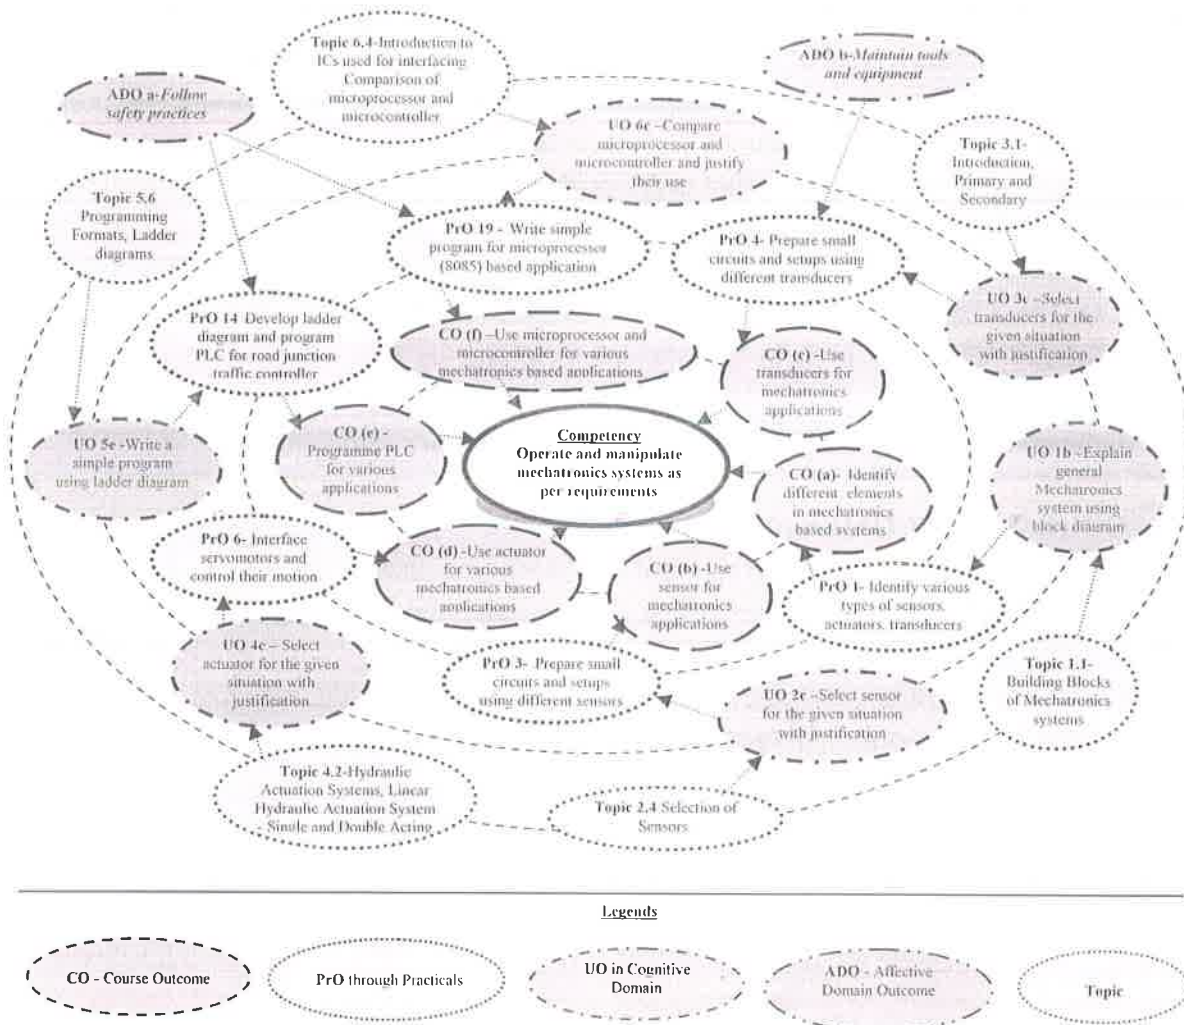 Topic 6.4-Introduction to
ICs used for interfacing
Comparison of
microprocessor and
microcontroller
ADO b-Maintain tools
and equipment
ADO a-Follow
safety practices
UO 6c –Compare
microprocessor and
microcontroller and justify
their use
Topic 3.1-
Introduction,
Primary and
Secondary
Topic 5.6
Programming
Formats, Ladder
diagrams
PrO 19 - Write simple
program for microprocessor
(8085) based application
PrO 4- Prepare small
circuits and setups using
different transducers
UO 3c –Select
transducers for the
given situation
with justification
PrO 14 Develop ladder
diagram and program
PLC for road junction
traffic controller
CO (f) –Use microprocessor and
microcontroller for various
mechatronics based applications
CO (c) -Use
transducers for
mechatronics
applications
UO 5e -Write a
simple program
using ladder diagram
CO (e) -
Programme PLC
for various
applications
Competency
Operate and manipulate
mechatronics systems as
per requirements
CO (a)- Identify
different elements
in mechatronics
based systems
UO 1b - Explain
general
Mechatronics
system using
block diagram
PrO 6- Interface
servomotors and
control their motion
CO (d) -Use actuator
for various
mechatronics based
applications
CO (b) -Use
sensor for
mechatronics
applications
PrO 1- Identify various
types of sensors,
actuators, transducers
UO 4c – Select
actuator for the given
situation with
justification
PrO 3- Prepare small
circuits and setups
using different sensors
UO 2c –Select sensor
for the given situation
with justification
Topic 1.1-
Building Blocks
of Mechatronics
systems
Topic 4.2-Hydraulic
Actuation Systems, Linear
Hydraulic Actuation System
- Single and Double Acting
Topic 2.4 Selection of
Sensors
Legends
CO - Course Outcome
PrO through Practicals
UO in Cognitive
Domain
ADO - Affective
Domain Outcome
Topic